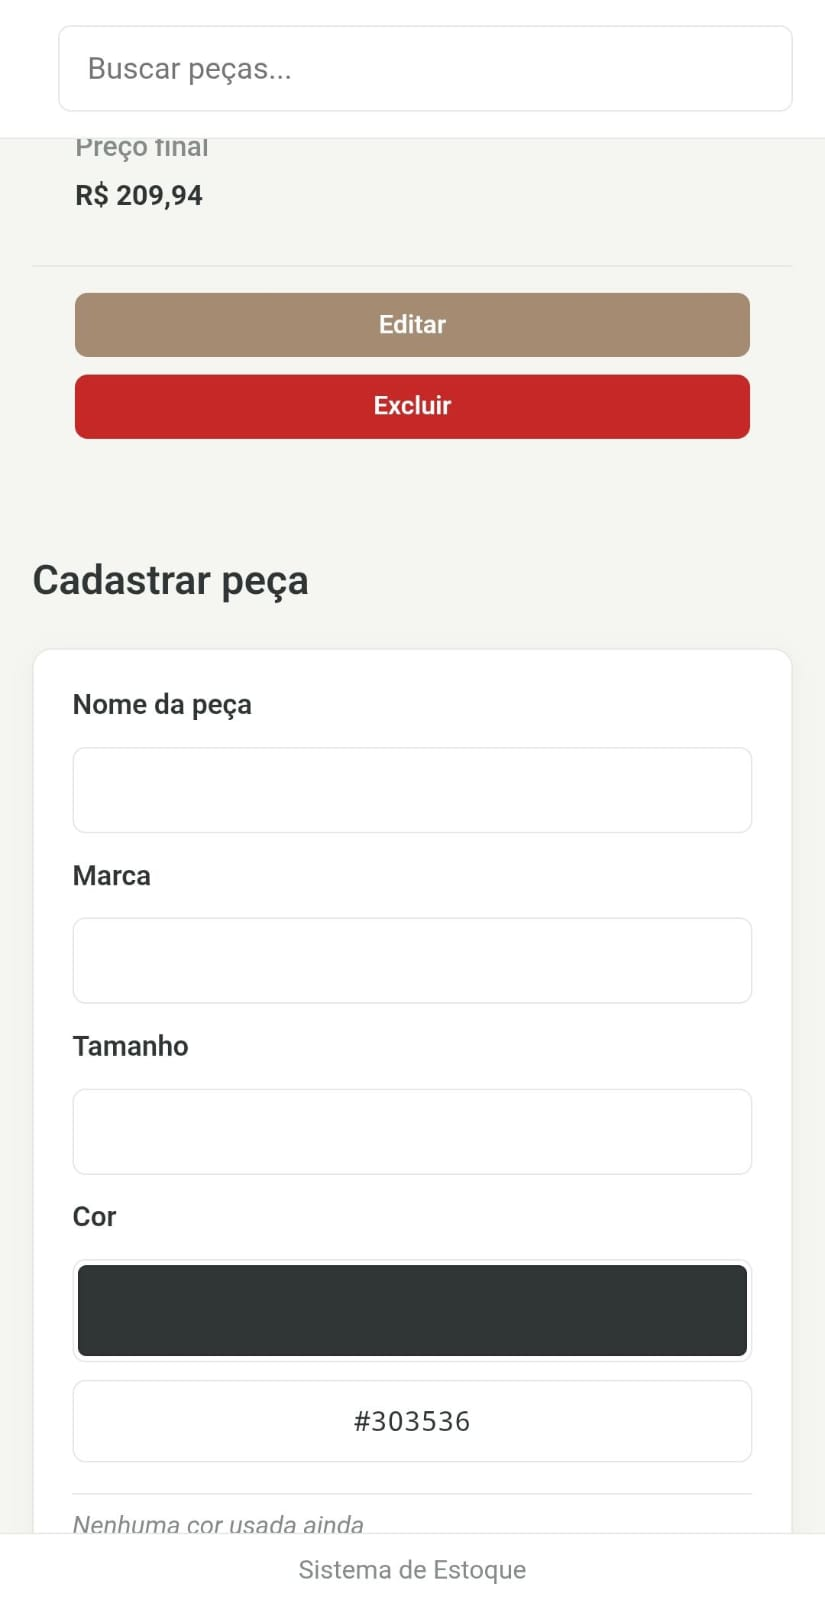 Buscar peças...
Preço final
R$ 209,94
Editar
Excluir
Cadastrar peça
Nome da peça
Marca
Tamanho
Cor
#303536
Nenhuma cor usada ainda
Sistema de Estoque